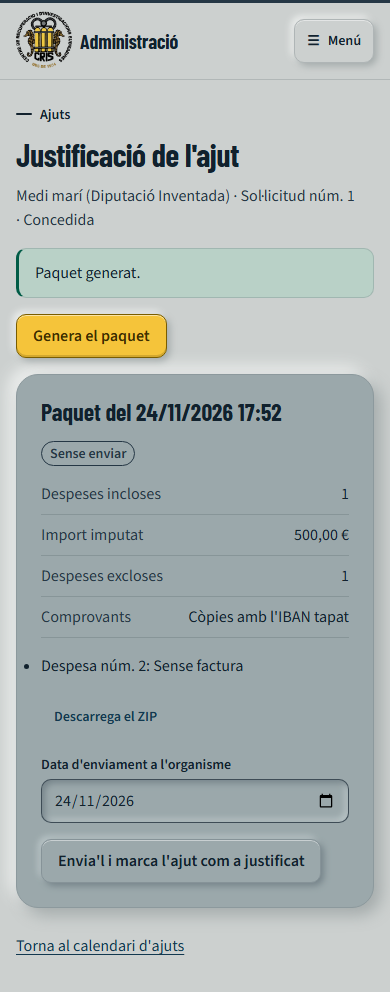 CRIS
Administració
☰ Menú
Ajuts
Justificació de l'ajut
Medi marí (Diputació Inventada) · Sol·licitud núm. 1
· Concedida
Paquet generat.
Genera el paquet
Paquet del 24/11/2026 17:52
Sense enviar
Despeses incloses 1
Import imputat 500,00 €
Despeses excloses 1
Comprovants Còpies amb l'IBAN tapat
• Despesa núm. 2: Sense factura
Descarrega el ZIP
Data d'enviament a l'organisme
24/11/2026
Envia'l i marca l'ajut com a justificat
Torna al calendari d'ajuts